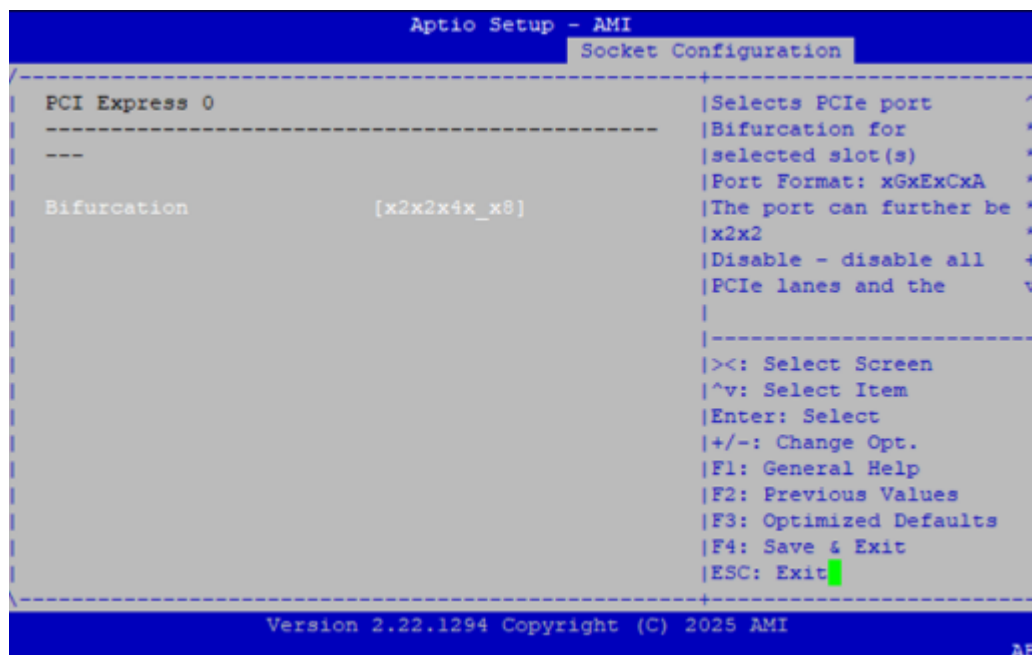 Aptio Setup - AMI
Socket Configuration
/----------------------------------------------------+-------------------------
| PCI Express 0 |Selects PCIe port ^
| ----------------------------------------------- |Bifurcation for *
| --- |selected slot(s) *
| |Port Format: xGxExCxA *
| Bifurcation [x2x2x4x_x8] |The port can further be *
| |x2x2 *
| |Disable - disable all +
| |PCIe lanes and the v
| |
| |-------------------------
| |><: Select Screen
| |^v: Select Item
| |Enter: Select
| |+/-: Change Opt.
| |F1: General Help
| |F2: Previous Values
| |F3: Optimized Defaults
| |F4: Save & Exit
| |ESC: Exit
\----------------------------------------------------+-------------------------
Version 2.22.1294 Copyright (C) 2025 AMI